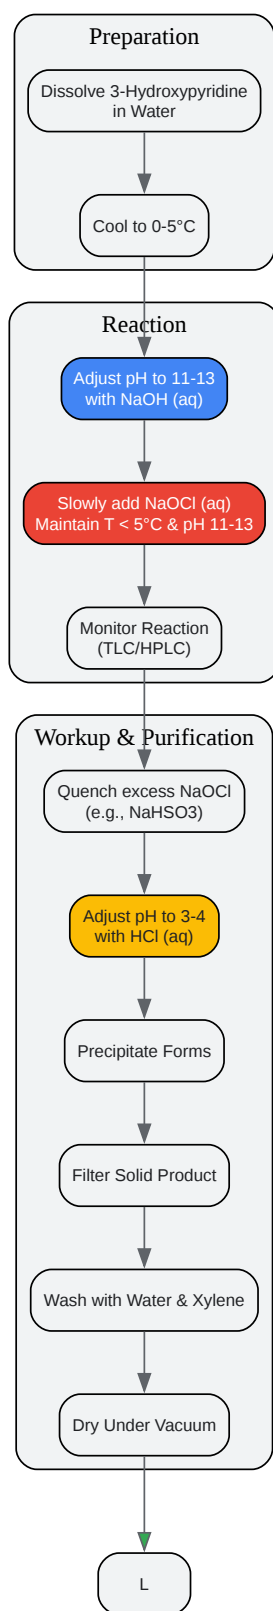 Preparation
Dissolve 3-Hydroxypyridine
in Water
Cool to 0-5°C
Reaction
Adjust pH to 11-13
with NaOH (aq)
Slowly add NaOCl (aq)
Maintain T < 5°C & pH 11-13
Monitor Reaction
(TLC/HPLC)
Workup & Purification
Quench excess NaOCl
(e.g., NaHSO3)
Adjust pH to 3-4
with HCl (aq)
Precipitate Forms
Filter Solid Product
Wash with Water & Xylene
Dry Under Vacuum
L